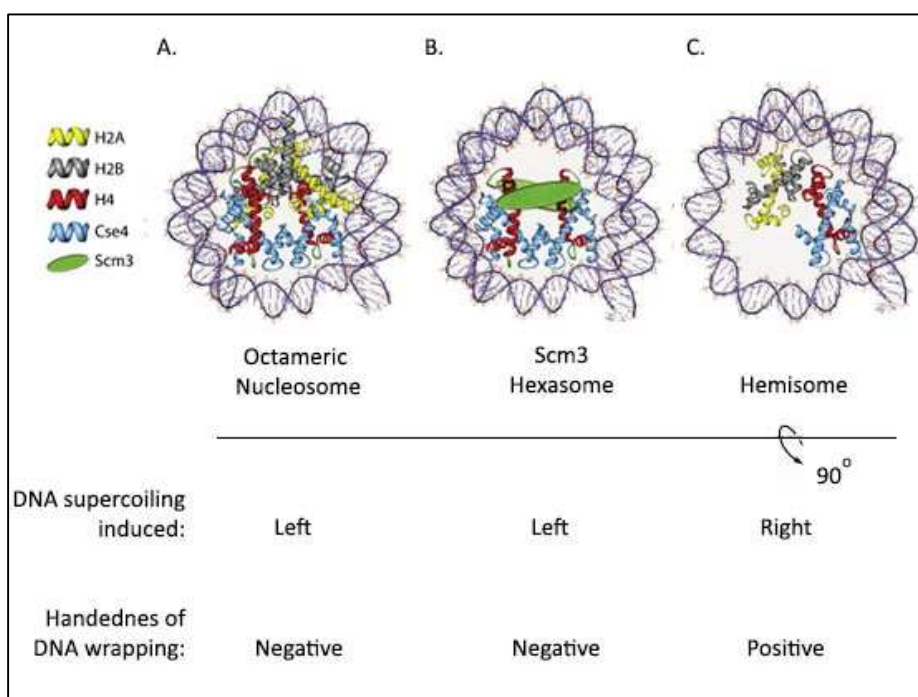 A.
B.
C.
H2A
H2B
H4
Cse4
Scm3
Octameric
Nucleosome
Scm3
Hexasome
Hemisome
90°
DNA supercoiling
induced:
Left
Left
Right
Handednes of
DNA wrapping:
Negative
Negative
Positive